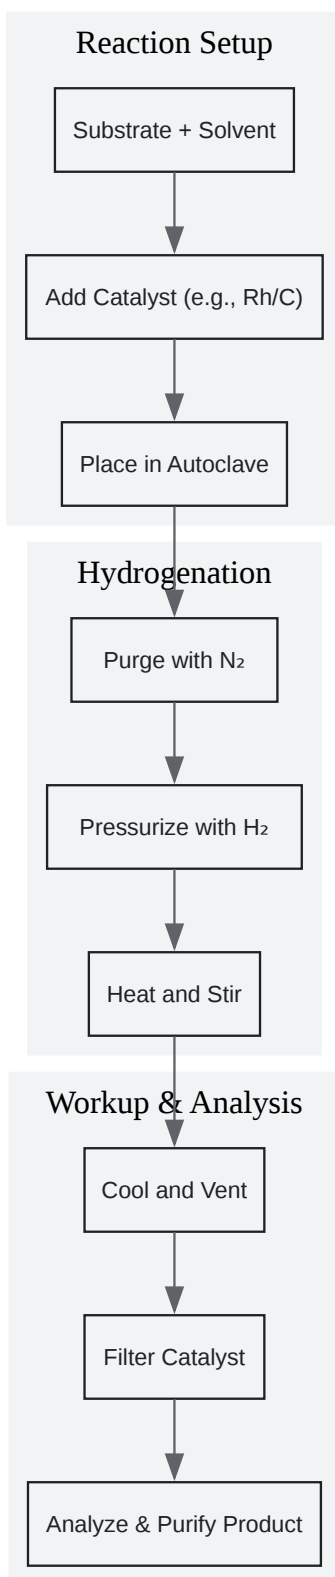 Reaction Setup
Substrate + Solvent
Add Catalyst (e.g., Rh/C)
Place in Autoclave
Hydrogenation
Purge with N₂
Pressurize with H₂
Heat and Stir
Workup & Analysis
Cool and Vent
Filter Catalyst
Analyze & Purify Product